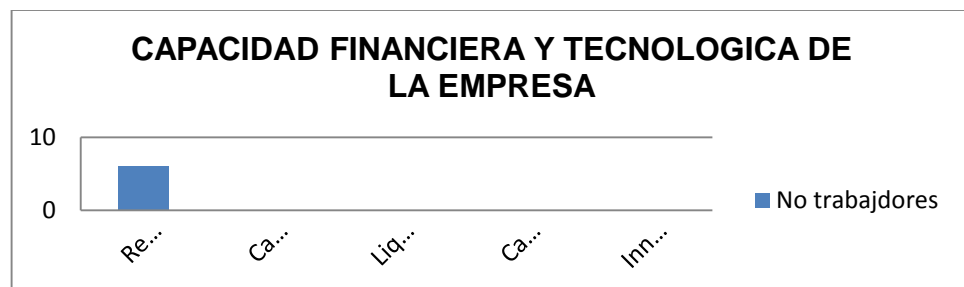 CAPACIDAD FINANCIERA Y TECNOLOGICA DE
LA EMPRESA
10
0
No trabajdores
Re...
Ca...
Liq...
Ca...
Inn...